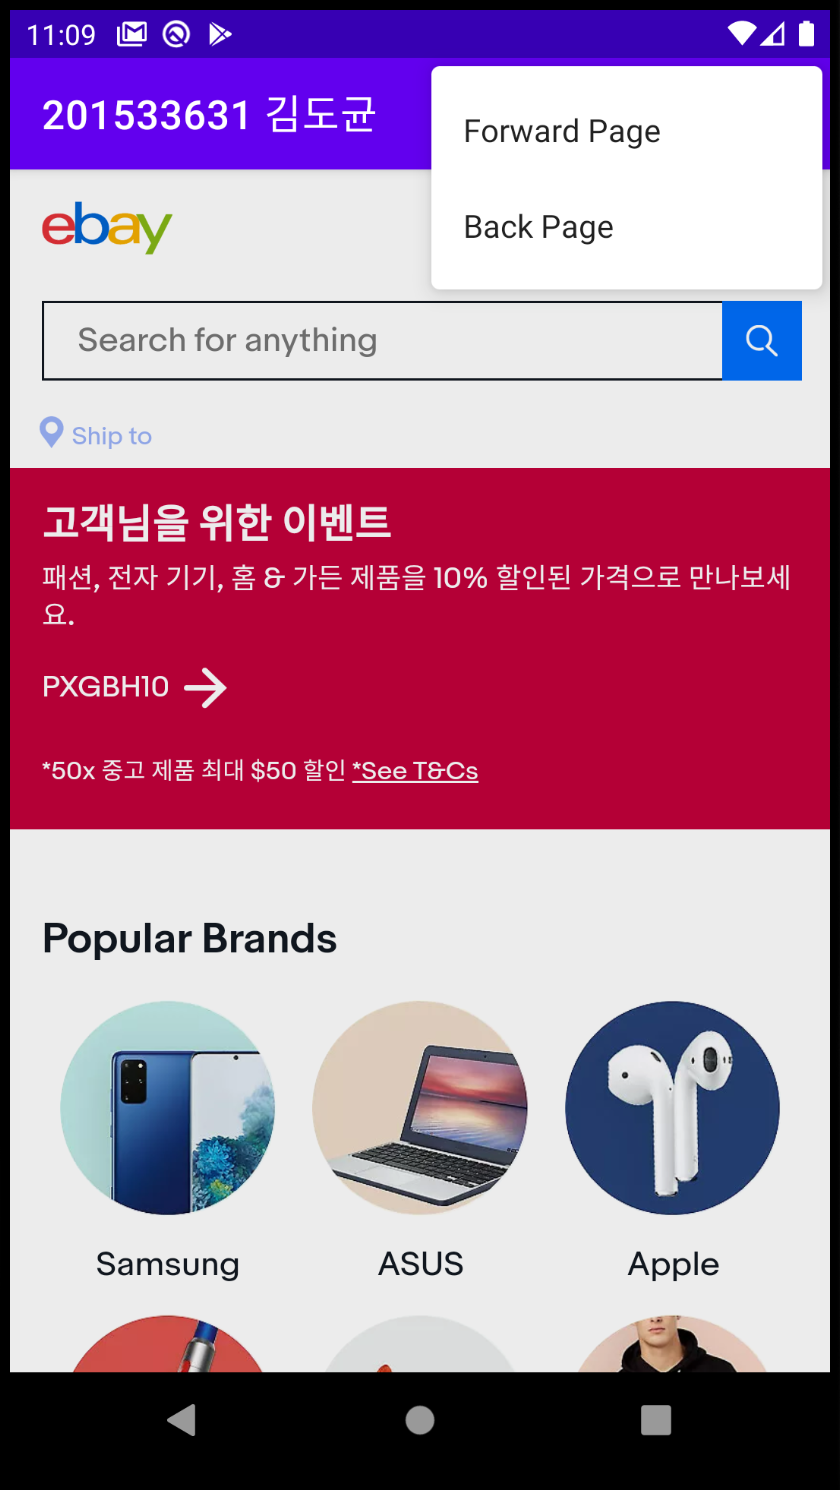 11:09
201533631 김도균
Forward Page
Back Page
ebay
Search for anything
Ship to
고객님을 위한 이벤트
패션, 전자 기기, 홈 & 가든 제품을 10% 할인된 가격으로 만나보세
요.
PXGBH10
*50x 중고 제품 최대 $50 할인 *See T&Cs
Popular Brands
Samsung
ASUS
Apple